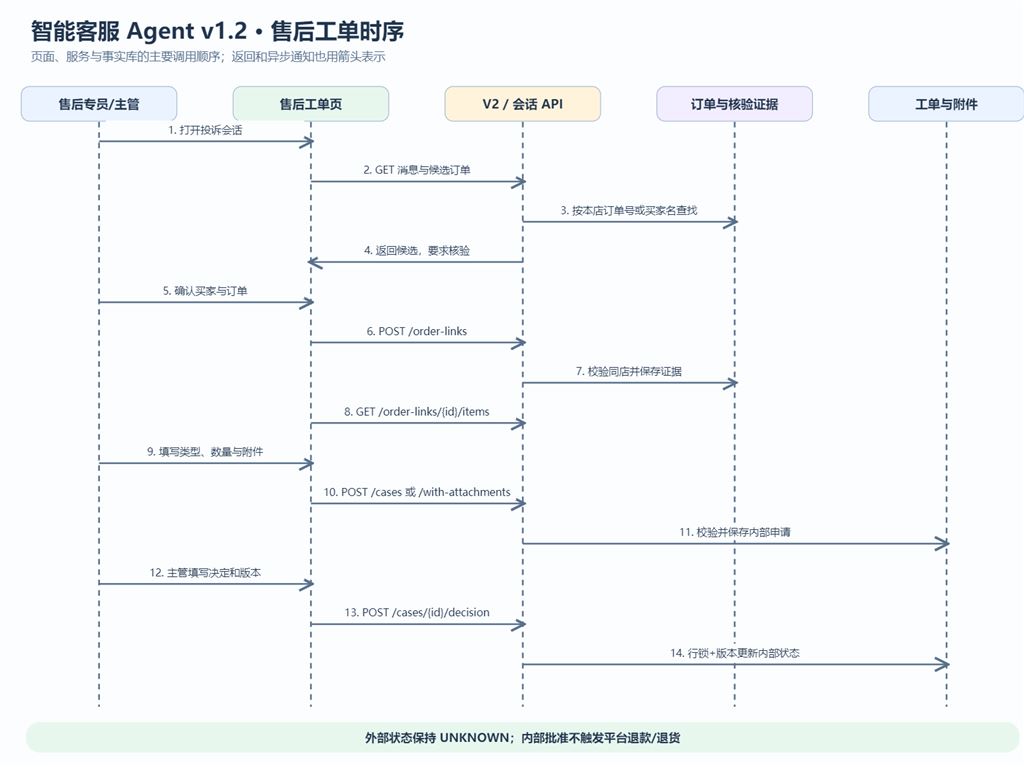 智能客服 Agent v1.2 • 售后工单时序
页面、服务与事实库的主要调用顺序；返回和异步通知也用箭头表示
售后专员/主管
售后工单页
V2 / 会话 API
订单与核验证据
工单与附件
1. 打开投诉会话
2. GET 消息与候选订单
3. 按本店订单号或买家名查找
4. 返回候选，要求核验
5. 确认买家与订单
6. POST /order-links
7. 校验同店并保存证据
8. GET /order-links/{id}/items
9. 填写类型、数量与附件
10. POST /cases 或 /with-attachments
11. 校验并保存内部申请
12. 主管填写决定和版本
13. POST /cases/{id}/decision
14. 行锁+版本更新内部状态
外部状态保持 UNKNOWN；内部批准不触发平台退款/退货